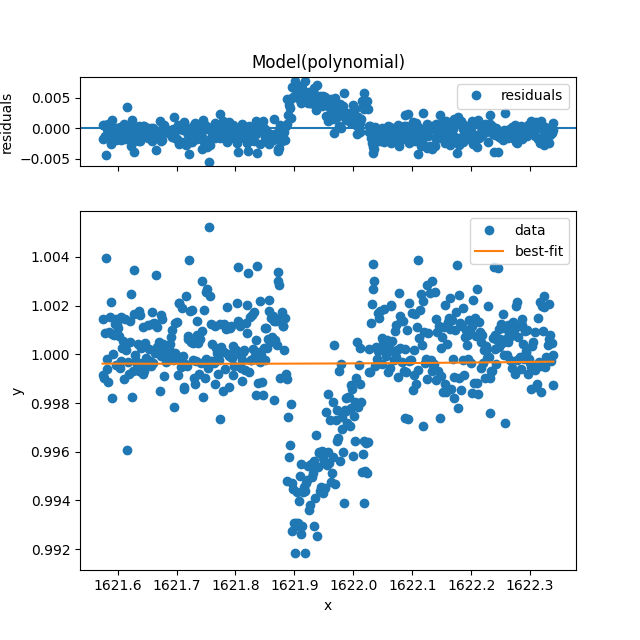 Model(polynomial)
residuals
0.005
0.000
−0.005
residuals
data
best-fit
1.004
1.002
1.000
0.998
0.996
0.994
0.992
y
1621.6 1621.7 1621.8 1621.9 1622.0 1622.1 1622.2 1622.3
x